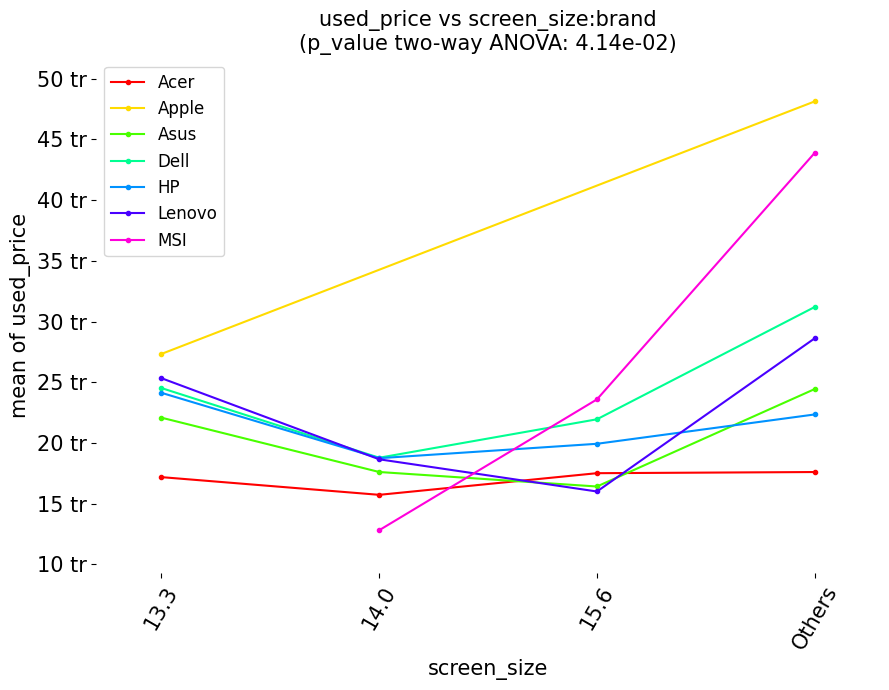 used_price vs screen_size:brand
(p_value two-way ANOVA: 4.14e-02)
Acer
Apple
Asus
Dell
HP
Lenovo
MSI
50 tr
45 tr
40 tr
35 tr
30 tr
25 tr
20 tr
15 tr
10 tr
mean of used_price
13.3
14.0
15.6
Others
screen_size